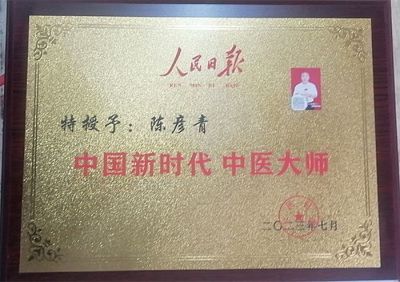 人民日报
REN MIN RI BAO
特授予：陈彦青
中国新时代 中医大师
二〇二三年七月